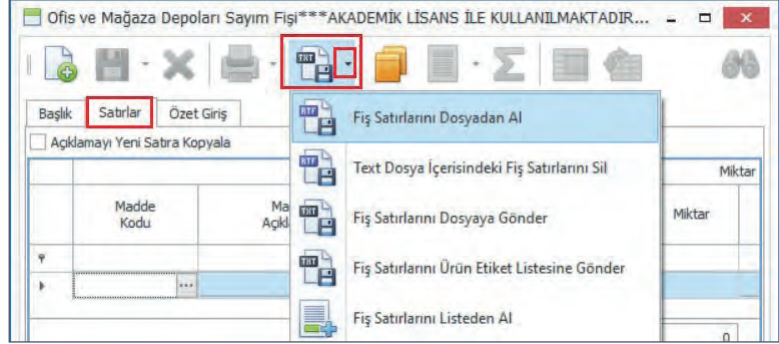 Ofis ve Mağaza Depoları Sayım Fişi***AKADEMİK LİSANS İLE KULLANILMAKTADIR...
TXT
Başlık Satırlar Özet Giriş
Açıklamayı Yeni Satıra Kopyala
Miktar
Madde
Kodu
Ma
Açıkl
Miktar
RTF Fiş Satırlarını Dosyadan Al
RTF Text Dosya İçerisindeki Fiş Satırlarını Sil
TXT Fiş Satırlarını Dosyaya Gönder
TXT Fiş Satırlarını Ürün Etiket Listesine Gönder
Fiş Satırlarını Listeden Al
0